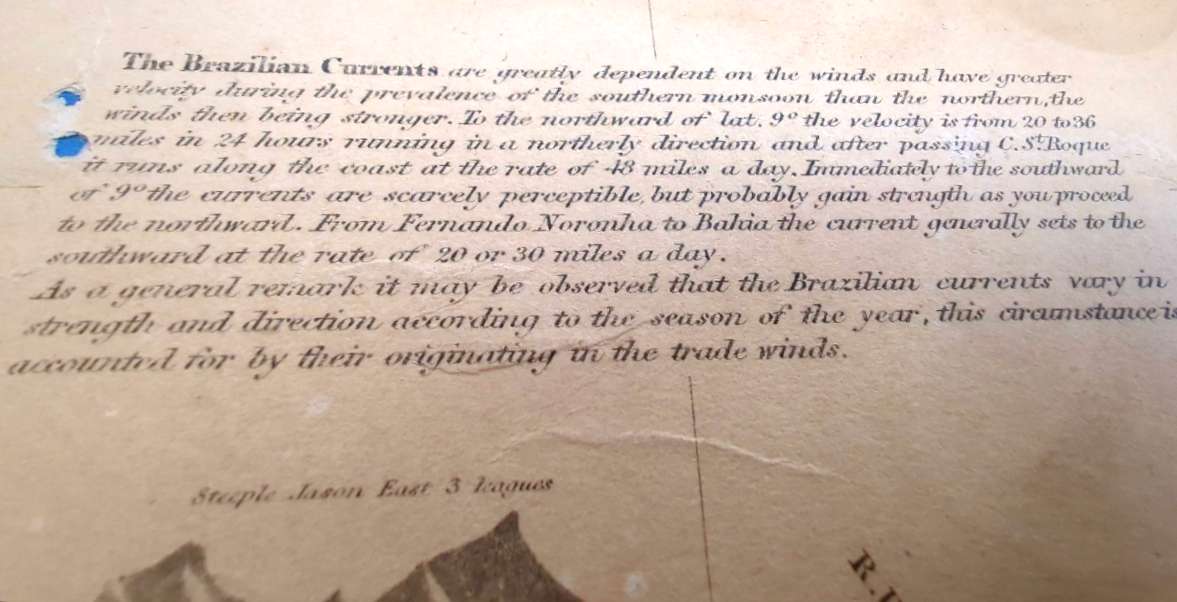 The Brazilian Currents are greatly dependent on the winds and have greater
velocity during the prevalence of the southern monsoon than the northern, the
winds then being stronger. To the northward of lat. 9° the velocity is from 20 to 36
miles in 24 hours running in a northerly direction and after passing C. St. Roque
it runs along the coast at the rate of 48 miles a day. Immediately to the southward
of 9° the currents are scarcely perceptible, but probably gain strength as you proceed
to the northward. From Fernando Noronha to Bahia the current generally sets to the
southward at the rate of 20 or 30 miles a day.
As a general remark it may be observed that the Brazilian currents vary in
strength and direction according to the season of the year, this circumstance is
accounted for by their originating in the trade winds.
Steeple Jason East 3 leagues
R.